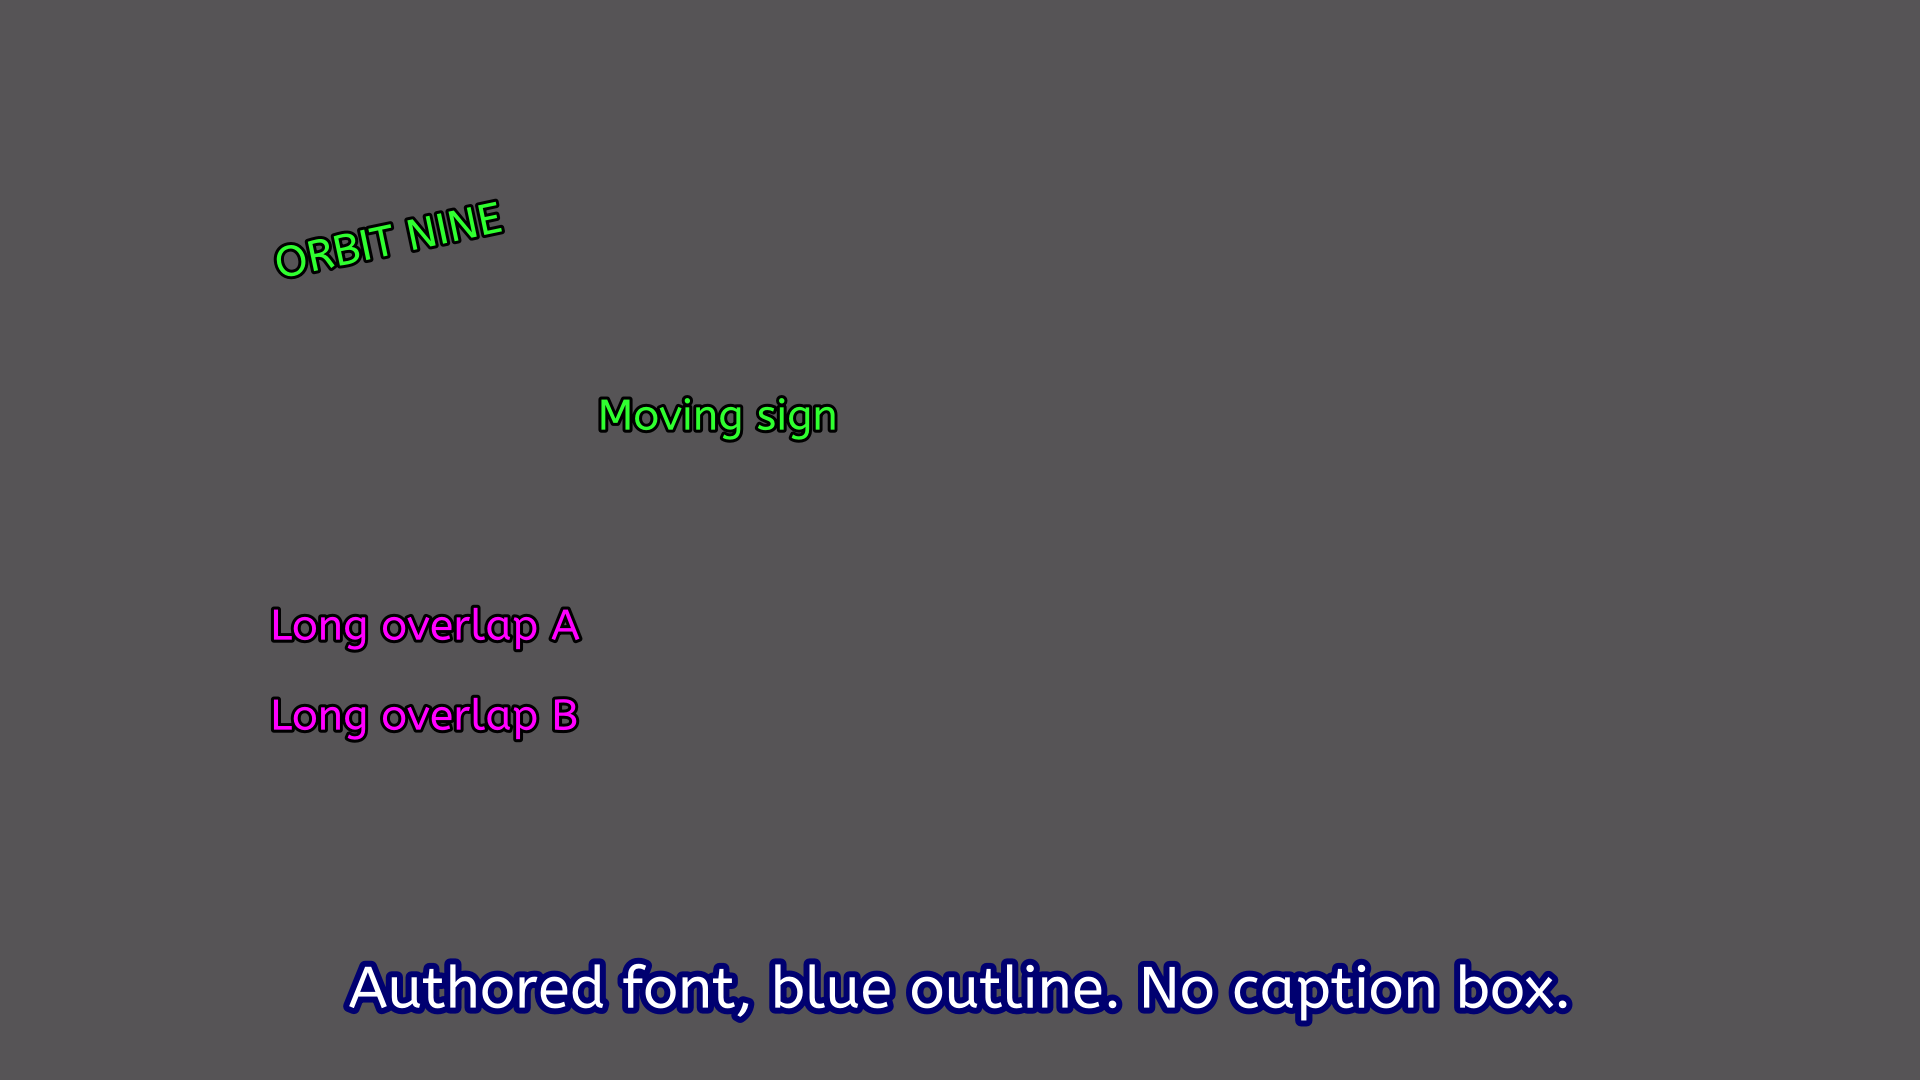 ORBIT NINE
Moving sign
Long overlap A
Long overlap B
Authored font, blue outline. No caption box.